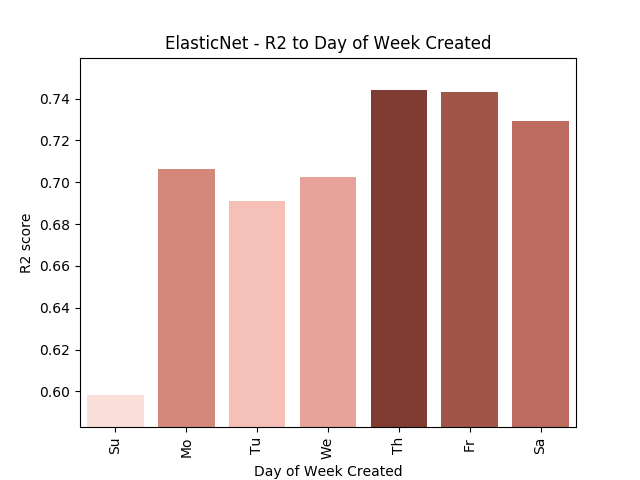 ElasticNet - R2 to Day of Week Created
R2 score
0.74
0.72
0.70
0.68
0.66
0.64
0.62
0.60
Su
Mo
Tu
We
Th
Fr
Sa
Day of Week Created